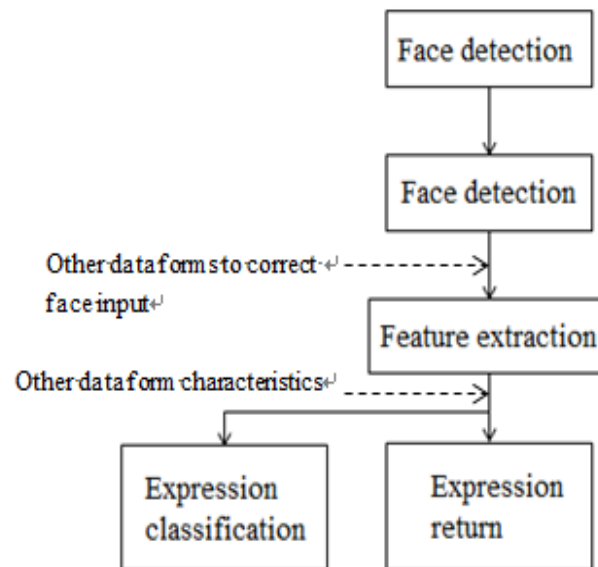 Face detection
Face detection
Other data forms to correct
face input
Feature extraction
Other data form characteristics
Expression
classification
Expression
return